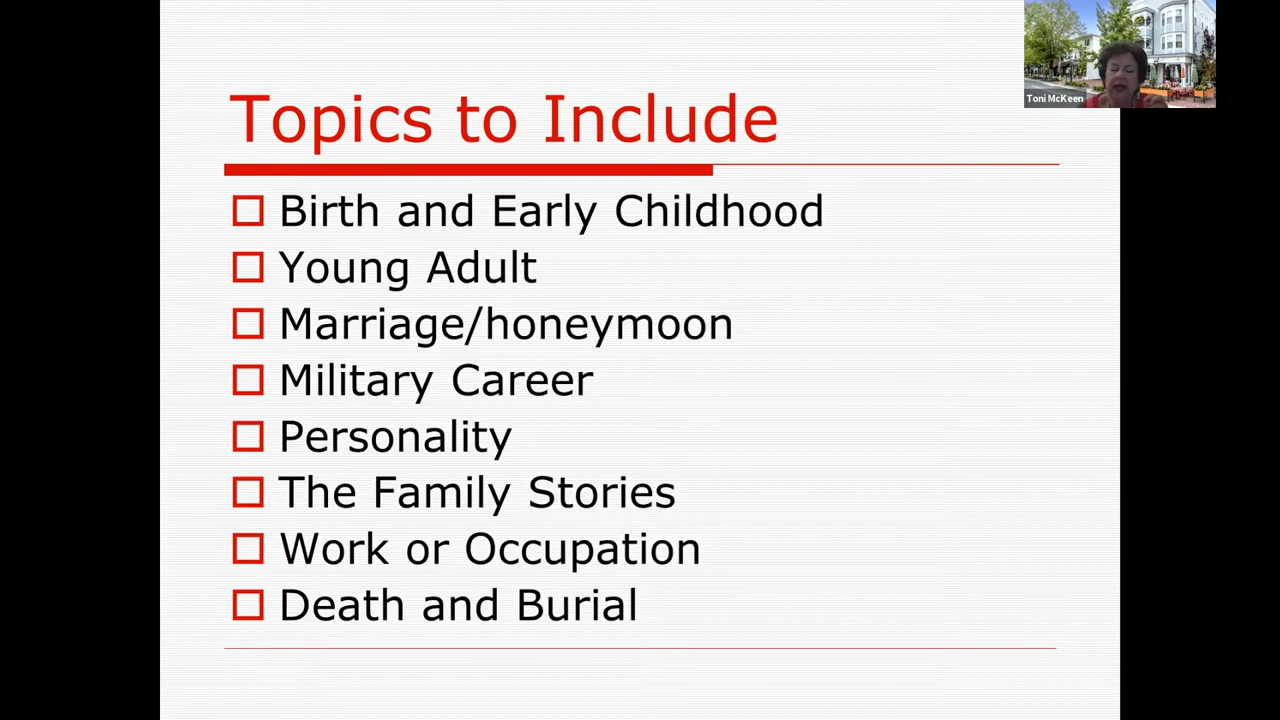 Topics to Include
Toni McKeen
Birth and Early Childhood
Young Adult
Marriage/honeymoon
Military Career
Personality
The Family Stories
Work or Occupation
Death and Burial